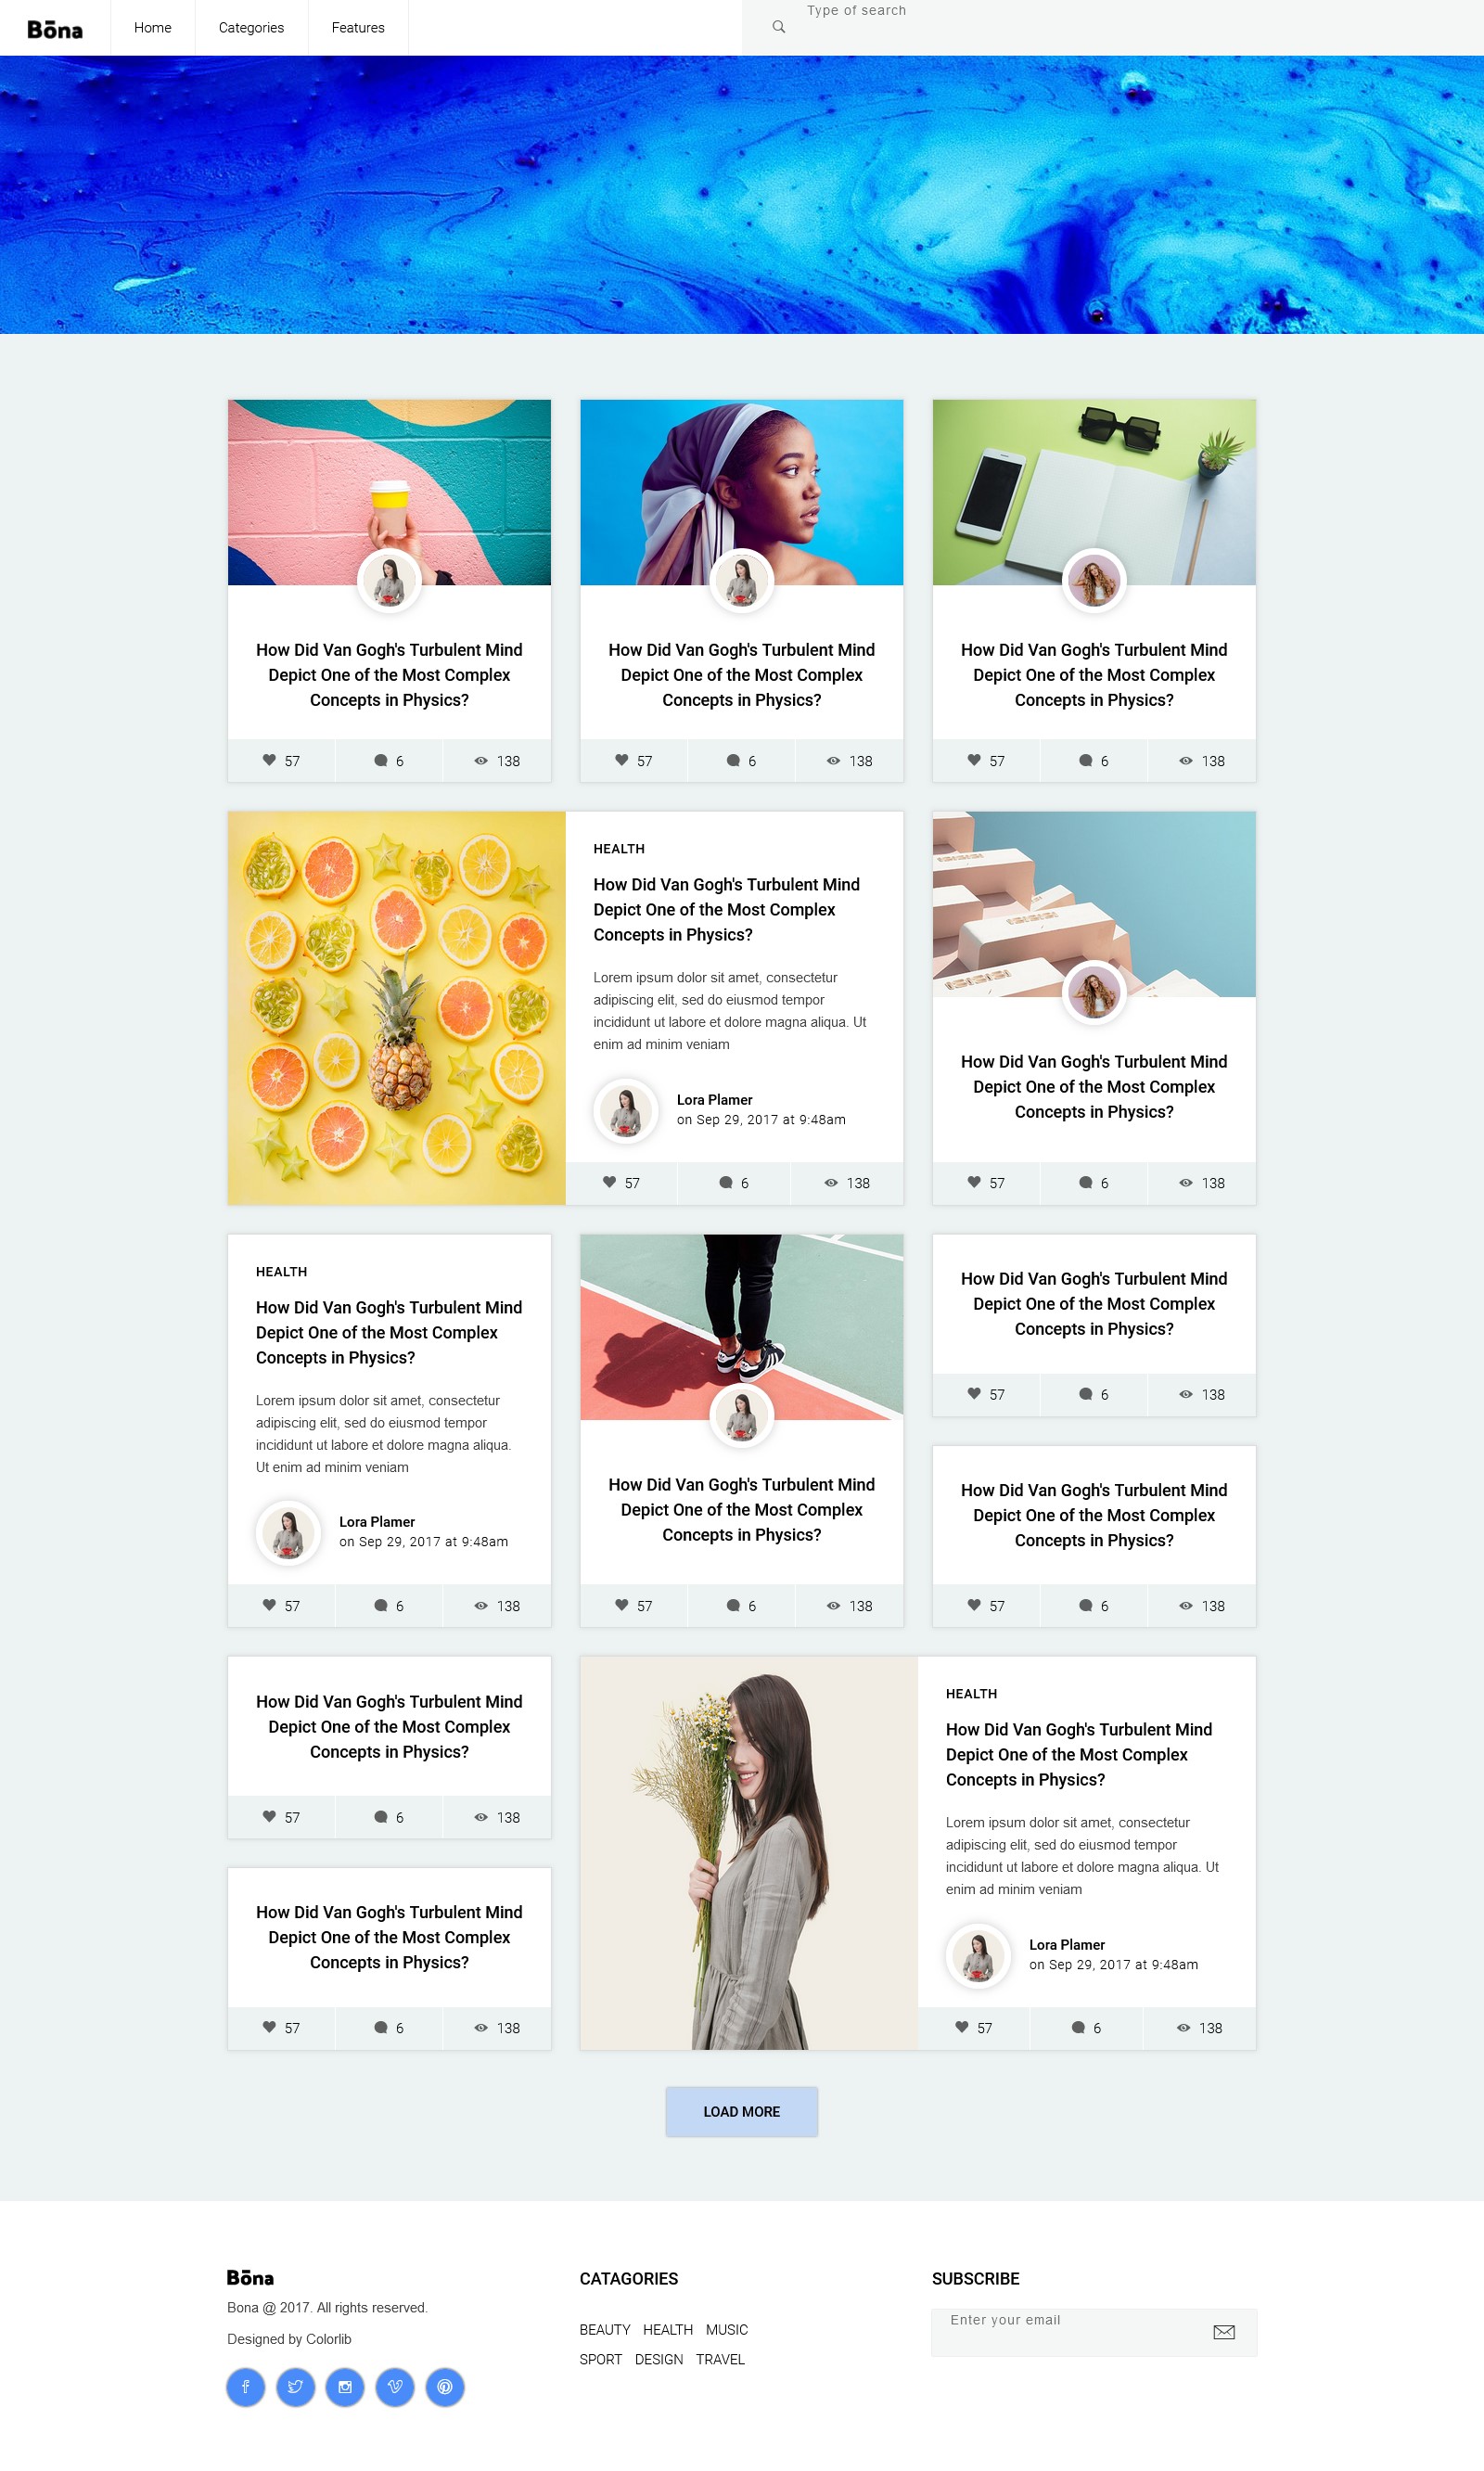 Bōna
Home
Categories
Features
Type of search
How Did Van Gogh's Turbulent Mind
Depict One of the Most Complex
Concepts in Physics?
57
6
138
How Did Van Gogh's Turbulent Mind
Depict One of the Most Complex
Concepts in Physics?
57
6
138
How Did Van Gogh's Turbulent Mind
Depict One of the Most Complex
Concepts in Physics?
57
6
138
HEALTH
How Did Van Gogh's Turbulent Mind
Depict One of the Most Complex
Concepts in Physics?
Lorem ipsum dolor sit amet, consectetur
adipiscing elit, sed do eiusmod tempor
incididunt ut labore et dolore magna aliqua. Ut
enim ad minim veniam
Lora Plamer
on Sep 29, 2017 at 9:48am
57
6
138
How Did Van Gogh's Turbulent Mind
Depict One of the Most Complex
Concepts in Physics?
57
6
138
HEALTH
How Did Van Gogh's Turbulent Mind
Depict One of the Most Complex
Concepts in Physics?
Lorem ipsum dolor sit amet, consectetur
adipiscing elit, sed do eiusmod tempor
incididunt ut labore et dolore magna aliqua.
Ut enim ad minim veniam
Lora Plamer
on Sep 29, 2017 at 9:48am
57
6
138
How Did Van Gogh's Turbulent Mind
Depict One of the Most Complex
Concepts in Physics?
57
6
138
How Did Van Gogh's Turbulent Mind
Depict One of the Most Complex
Concepts in Physics?
57
6
138
How Did Van Gogh's Turbulent Mind
Depict One of the Most Complex
Concepts in Physics?
57
6
138
How Did Van Gogh's Turbulent Mind
Depict One of the Most Complex
Concepts in Physics?
57
6
138
How Did Van Gogh's Turbulent Mind
Depict One of the Most Complex
Concepts in Physics?
57
6
138
HEALTH
How Did Van Gogh's Turbulent Mind
Depict One of the Most Complex
Concepts in Physics?
Lorem ipsum dolor sit amet, consectetur
adipiscing elit, sed do eiusmod tempor
incididunt ut labore et dolore magna aliqua. Ut
enim ad minim veniam
Lora Plamer
on Sep 29, 2017 at 9:48am
57
6
138
LOAD MORE
Bōna
Bona @ 2017. All rights reserved.
Designed by Colorlib
CATAGORIES
BEAUTY HEALTH MUSIC
SPORT DESIGN TRAVEL
SUBSCRIBE
Enter your email